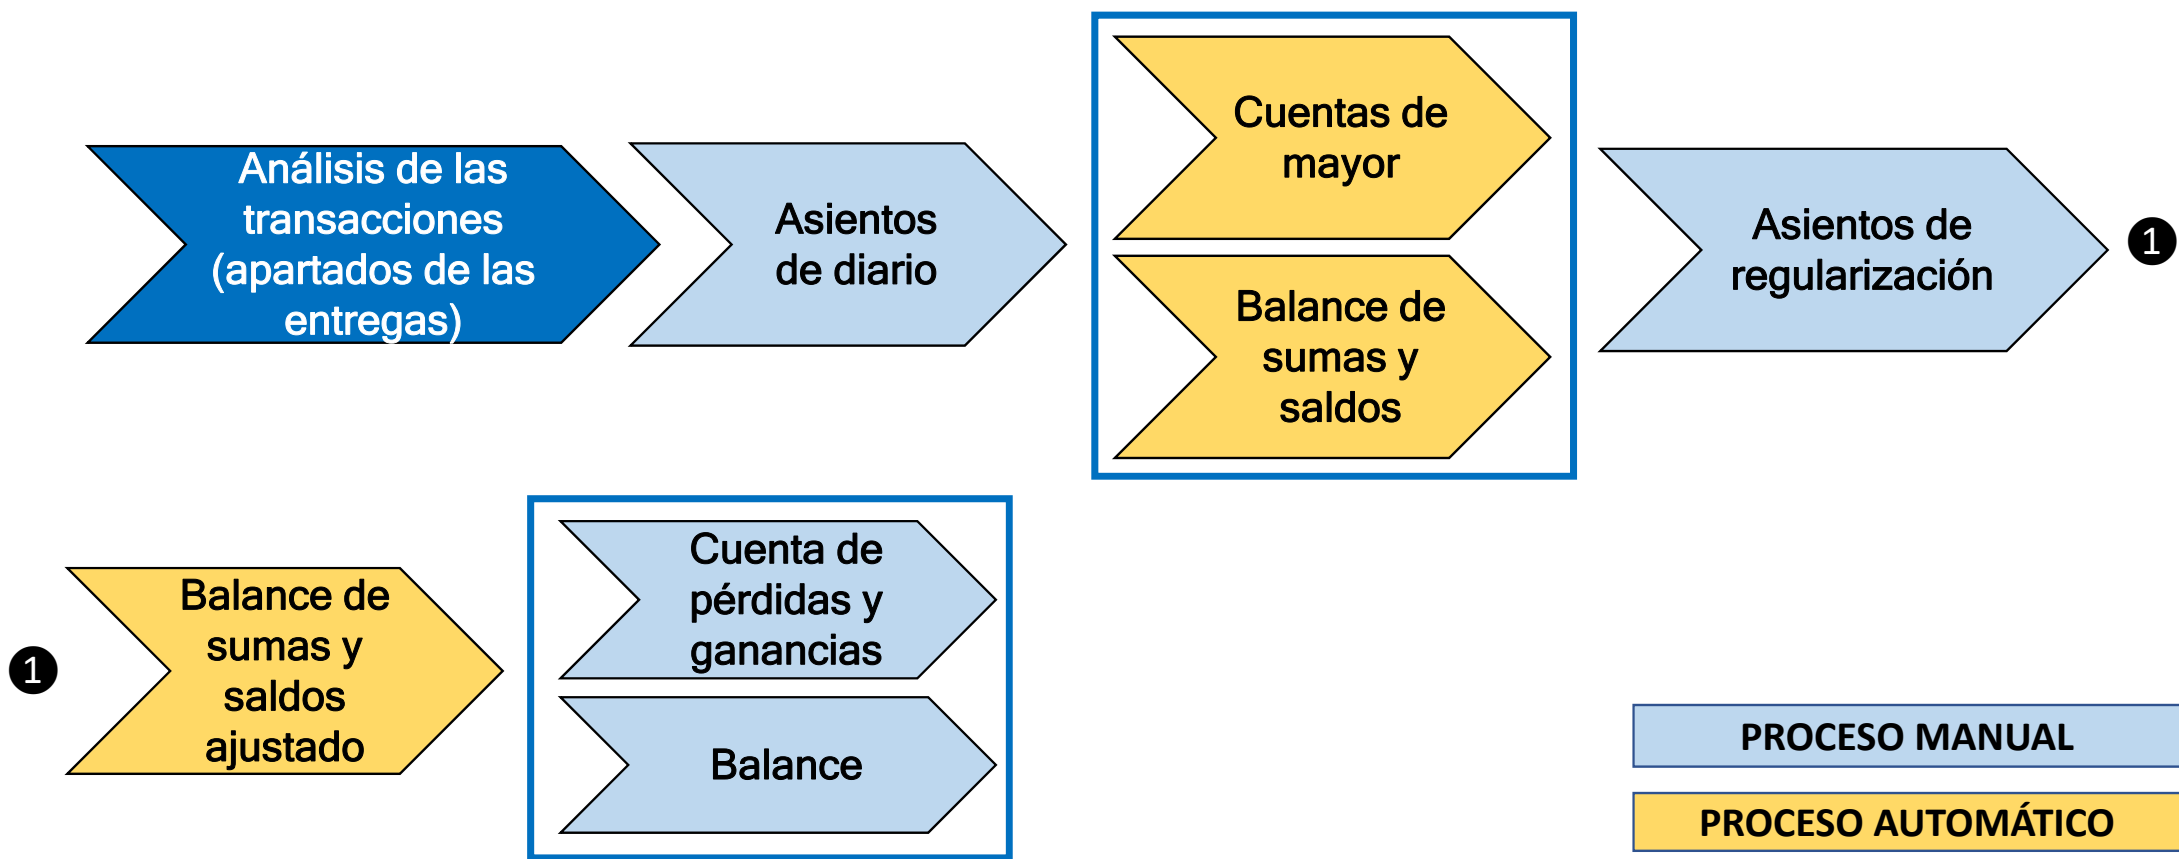 Análisis de las
transacciones
(apartados de las
entregas)
Asientos
de diario
Cuentas de
mayor
Balance de
sumas y
saldos
Asientos de
regularización
1
1
Balance de
sumas y
saldos
ajustado
Cuenta de
pérdidas y
ganancias
Balance
PROCESO MANUAL
PROCESO AUTOMÁTICO